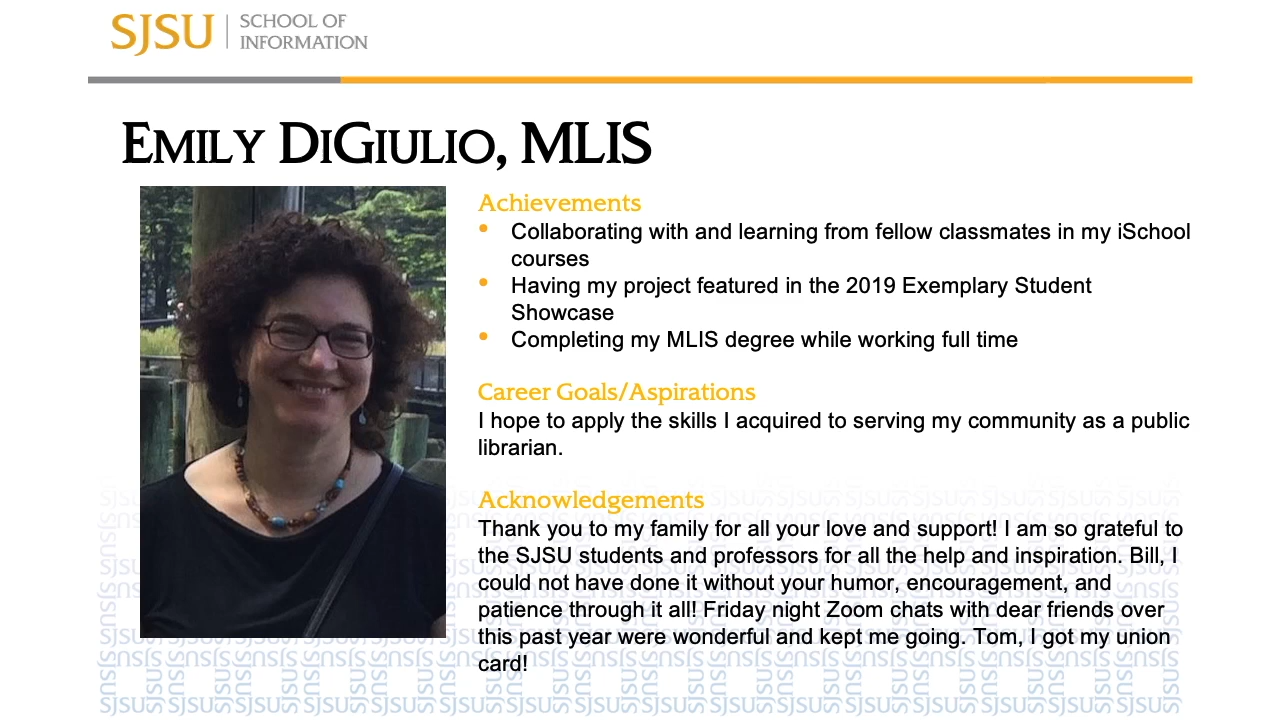 SJSU SCHOOL OF
INFORMATION
EMILY DIGIULIO, MLIS
Achievements
• Collaborating with and learning from fellow classmates in my iSchool
courses
• Having my project featured in the 2019 Exemplary Student
Showcase
• Completing my MLIS degree while working full time
Career Goals/Aspirations
I hope to apply the skills I acquired to serving my community as a public
librarian.
Acknowledgements
Thank you to my family for all your love and support! I am so grateful to
the SJSU students and professors for all the help and inspiration. Bill, I
could not have done it without your humor, encouragement, and
patience through it all! Friday night Zoom chats with dear friends over
this past year were wonderful and kept me going. Tom, I got my union
card!